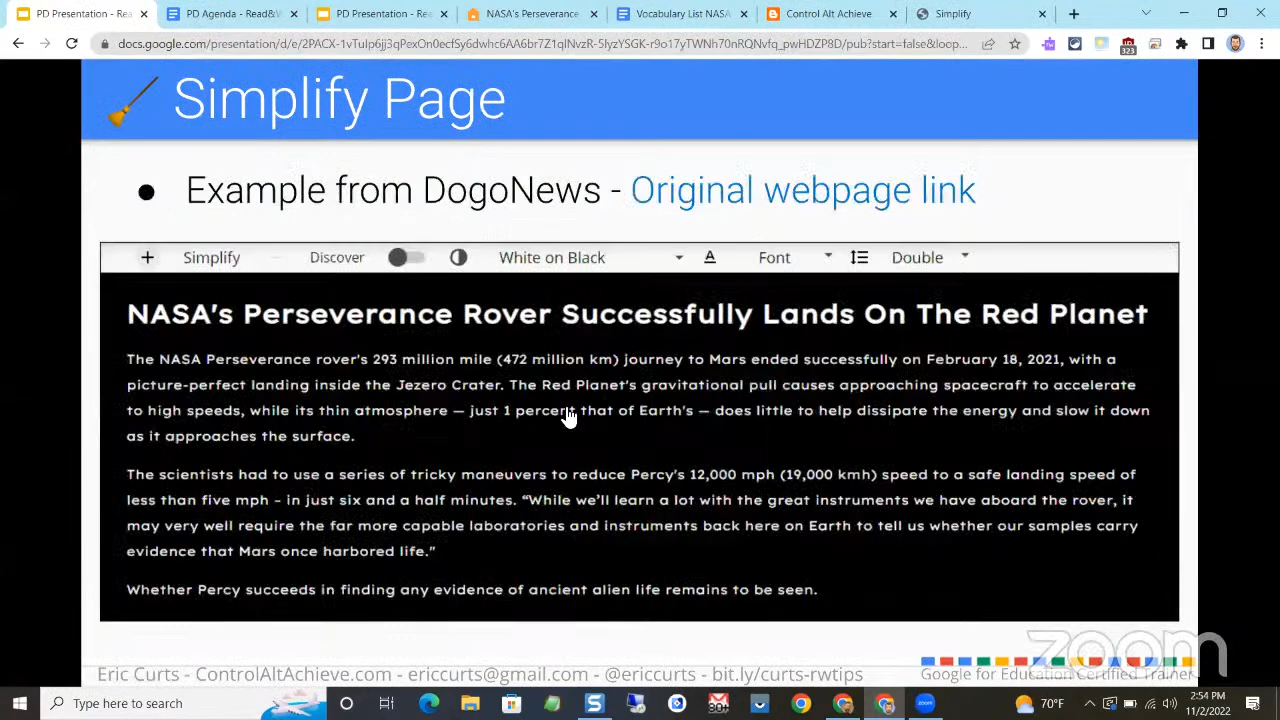 PD Presentation - Rea
PD Agenda - Read&W
PD Presentation - Re
NASA's Perseverance
Vocabulary List NASA
Control Alt Achieve
Simplify
docs.google.com/presentation/d/e/
323
Simplify Page
● Example from DogoNews - Original webpage link
+ Simplify – Discover White on Black A Font Double
NASA's Perseverance Rover Successfully Lands On The Red Planet
The NASA Perseverance rover's 293 million mile (472 million km) journey to Mars ended successfully on February 18, 2021, with a
picture-perfect landing inside the Jezero Crater. The Red Planet's gravitational pull causes approaching spacecraft to accelerate
to high speeds, while its thin atmosphere — just 1 percent that of Earth's — does little to help dissipate the energy and slow it down
as it approaches the surface.
The scientists had to use a series of tricky maneuvers to reduce Percy's 12,000 mph (19,000 kmh) speed to a safe landing speed of
less than five mph – in just six and a half minutes. “While we’ll learn a lot with the great instruments we have aboard the rover, it
may very well require the far more capable laboratories and instruments back here on Earth to tell us whether our samples carry
evidence that Mars once harbored life.”
Whether Percy succeeds in finding any evidence of ancient alien life remains to be seen.
zoom
Eric Curts - ControlAltAchieve.com - ericcurts@gmail.com - @ericcurts - bit.ly/curts-rwtips
Google for Education Certified Trainer
Type here to search
70°F
2:54 PM
11/2/2022